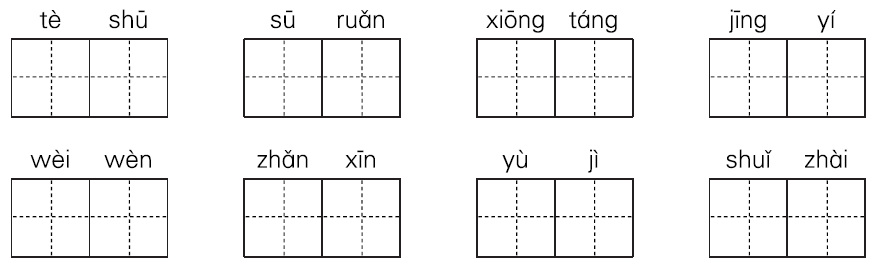 tè shū sū ruǎn xiōng táng jīng yí
wèi wèn zhǎn xīn yù jì shuǐ zhài